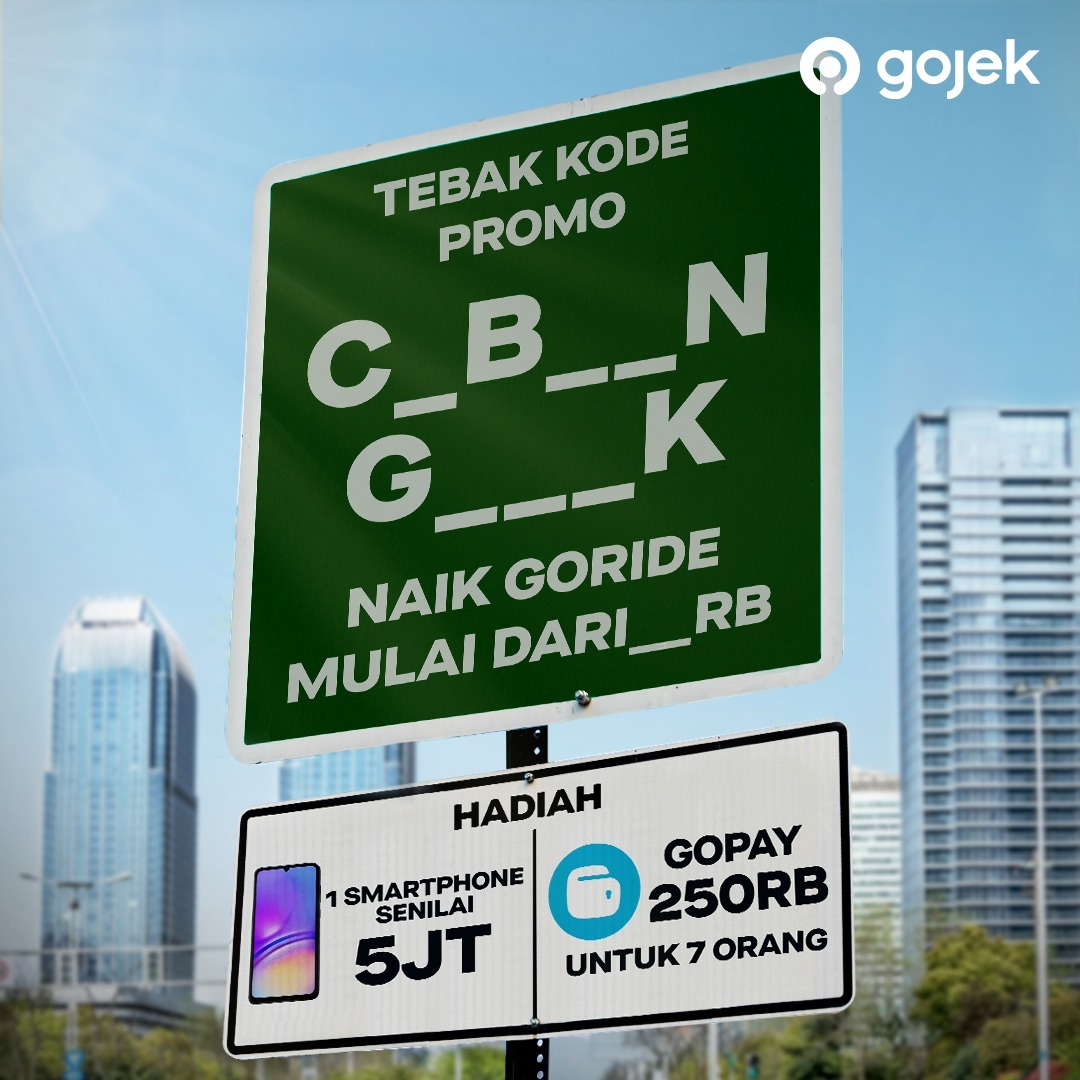 gojek
TEBAK KODE
PROMO
C_B__N
G___K
NAIK GORIDE
MULAI DARI__RB
HADIAH
1 SMARTPHONE
SENILAI
5JT
GOPAY
250RB
UNTUK 7 ORANG